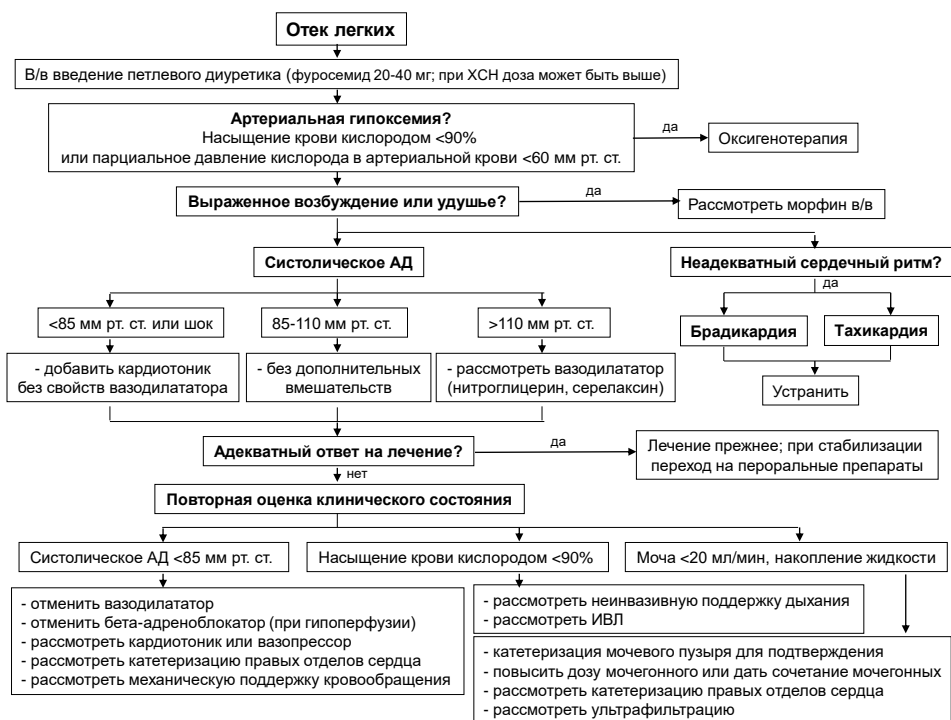 Отек легких
В/в введение петлевого диуретика (фуросемид 20-40 мг; при ХСН доза может быть выше)
Артериальная гипоксемия?
Насыщение крови кислородом <90%
или парциальное давление кислорода в артериальной крови <60 мм рт. ст.
да
Оксигенотерапия
Выраженное возбуждение или удушье?
да
Рассмотреть морфин в/в
Систолическое АД
Неадекватный сердечный ритм?
да
<85 мм рт. ст. или шок
85-110 мм рт. ст.
>110 мм рт. ст.
Брадикардия
Тахикардия
- добавить кардиотоник
без свойств вазодилататора
- без дополнительных
вмешательств
- рассмотреть вазодилататор
(нитроглицерин, серелаксин)
Устранить
Адекватный ответ на лечение?
да
Лечение прежнее; при стабилизации
переход на пероральные препараты
нет
Повторная оценка клинического состояния
Систолическое АД <85 мм рт. ст.
Насыщение крови кислородом <90%
Моча <20 мл/мин, накопление жидкости
- отменить вазодилататор
- отменить бета-адреноблокатор (при гипоперфузии)
- рассмотреть кардиотоник или вазопрессор
- рассмотреть катетеризацию правых отделов сердца
- рассмотреть механическую поддержку кровообращения
- рассмотреть неинвазивную поддержку дыхания
- рассмотреть ИВЛ
- катетеризация мочевого пузыря для подтверждения
- повысить дозу мочегонного или дать сочетание мочегонных
- рассмотреть катетеризацию правых отделов сердца
- рассмотреть ультрафильтрацию